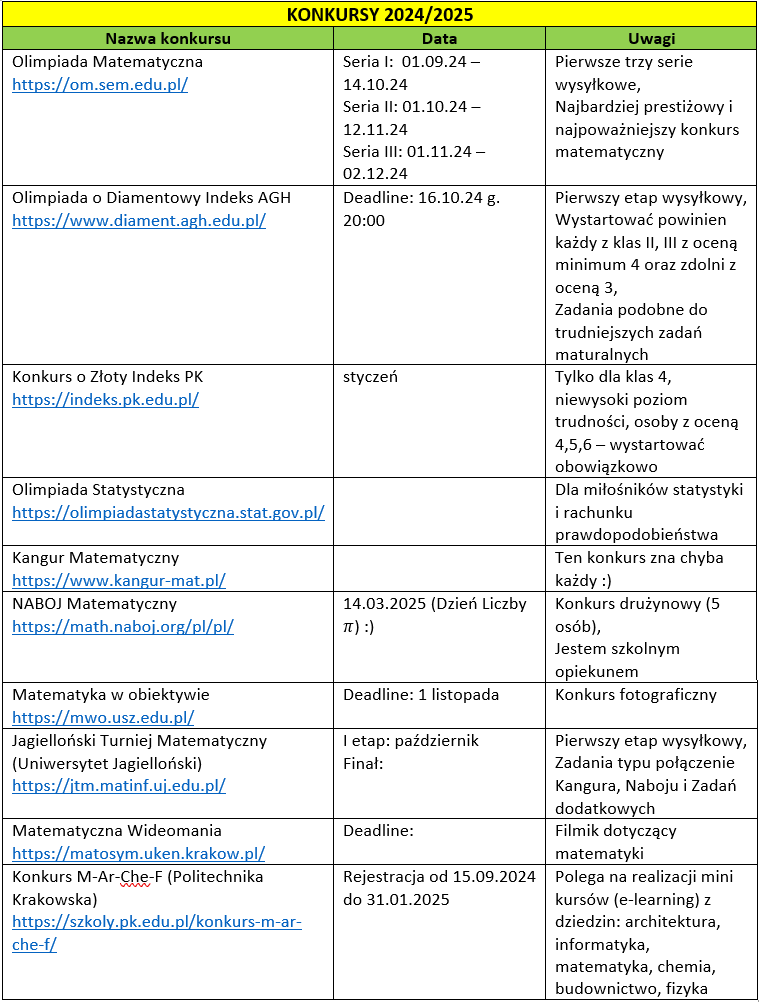 KONKURSY 2024/2025
Nazwa konkursu
Data
Uwagi
Olimpiada Matematyczna
https://om.sem.edu.pl/
Seria I:  01.09.24 –
14.10.24
Seria II: 01.10.24 –
12.11.24
Seria III: 01.11.24 –
02.12.24
Pierwsze trzy serie
wysyłkowe,
Najbardziej prestiżowy i
najpoważniejszy konkurs
matematyczny
Olimpiada o Diamentowy Indeks AGH
https://www.diament.agh.edu.pl/
Deadline: 16.10.24 g.
20:00
Pierwszy etap wysyłkowy,
Wystartować powinien
każdy z klas II, III z oceną
minimum 4 oraz zdolni z
oceną 3,
Zadania podobne do
trudniejszych zadań
maturalnych
Konkurs o Złoty Indeks PK
https://indeks.pk.edu.pl/
styczeń
Tylko dla klas 4,
niewysoki poziom
trudności, osoby z oceną
4,5,6 – wystartować
obowiązkowo
Olimpiada Statystyczna
https://olimpiadastatystyczna.stat.gov.pl/
Dla miłośników statystyki
i rachunku
prawdopodobieństwa
Kangur Matematyczny
https://www.kangur-mat.pl/
Ten konkurs zna chyba
każdy :)
NABOJ Matematyczny
https://math.naboj.org/pl/pl/
14.03.2025 (Dzień Liczby
π) :)
Konkurs drużynowy (5
osób),
Jestem szkolnym
opiekunem
Matematyka w obiektywie
https://mwo.usz.edu.pl/
Deadline: 1 listopada
Konkurs fotograficzny
Jagielloński Turniej Matematyczny
(Uniwersytet Jagielloński)
https://jtm.matinf.uj.edu.pl/
I etap: październik
Finał:
Pierwszy etap wysyłkowy,
Zadania typu połączenie
Kangura, Naboju i Zadań
dodatkowych
Matematyczna Wideomania
https://matosym.uken.krakow.pl/
Deadline:
Filmik dotyczący
matematyki
Konkurs M-Ar-Che-F (Politechnika
Krakowska)
https://szkoly.pk.edu.pl/konkurs-m-ar-
che-f/
Rejestracja od 15.09.2024
do 31.01.2025
Polega na realizacji mini
kursów (e-learning) z
dziedzin: architektura,
informatyka,
matematyka, chemia,
budownictwo, fizyka